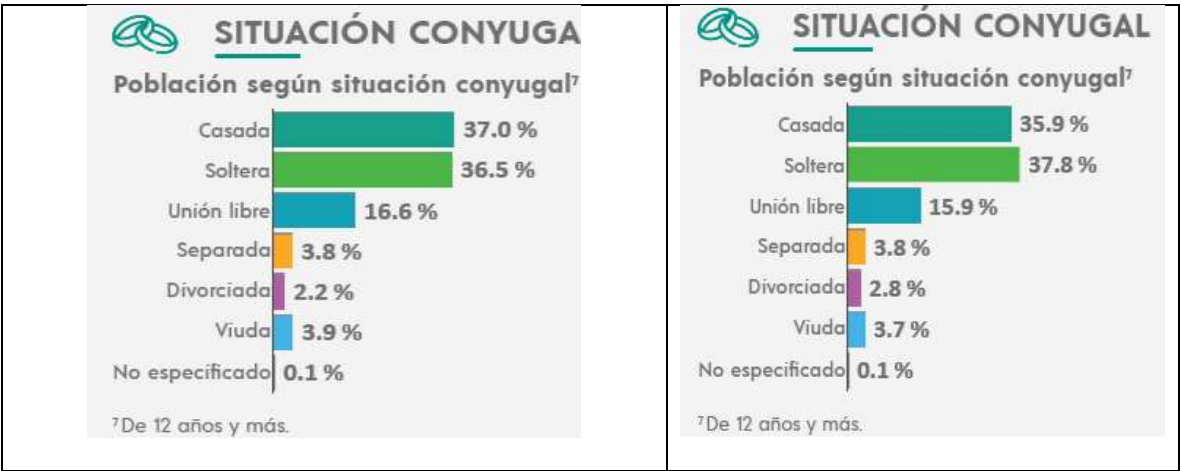 SITUACIÓN CONYUGA
Población según situación conyugal⁷
Casada 37.0 %
Soltera 36.5 %
Unión libre 16.6 %
Separada 3.8 %
Divorciada 2.2 %
Viuda 3.9 %
No especificado 0.1 %
⁷De 12 años y más.
SITUACIÓN CONYUGAL
Población según situación conyugal⁷
Casada 35.9 %
Soltera 37.8 %
Unión libre 15.9 %
Separada 3.8 %
Divorciada 2.8 %
Viuda 3.7 %
No especificado 0.1 %
⁷De 12 años y más.